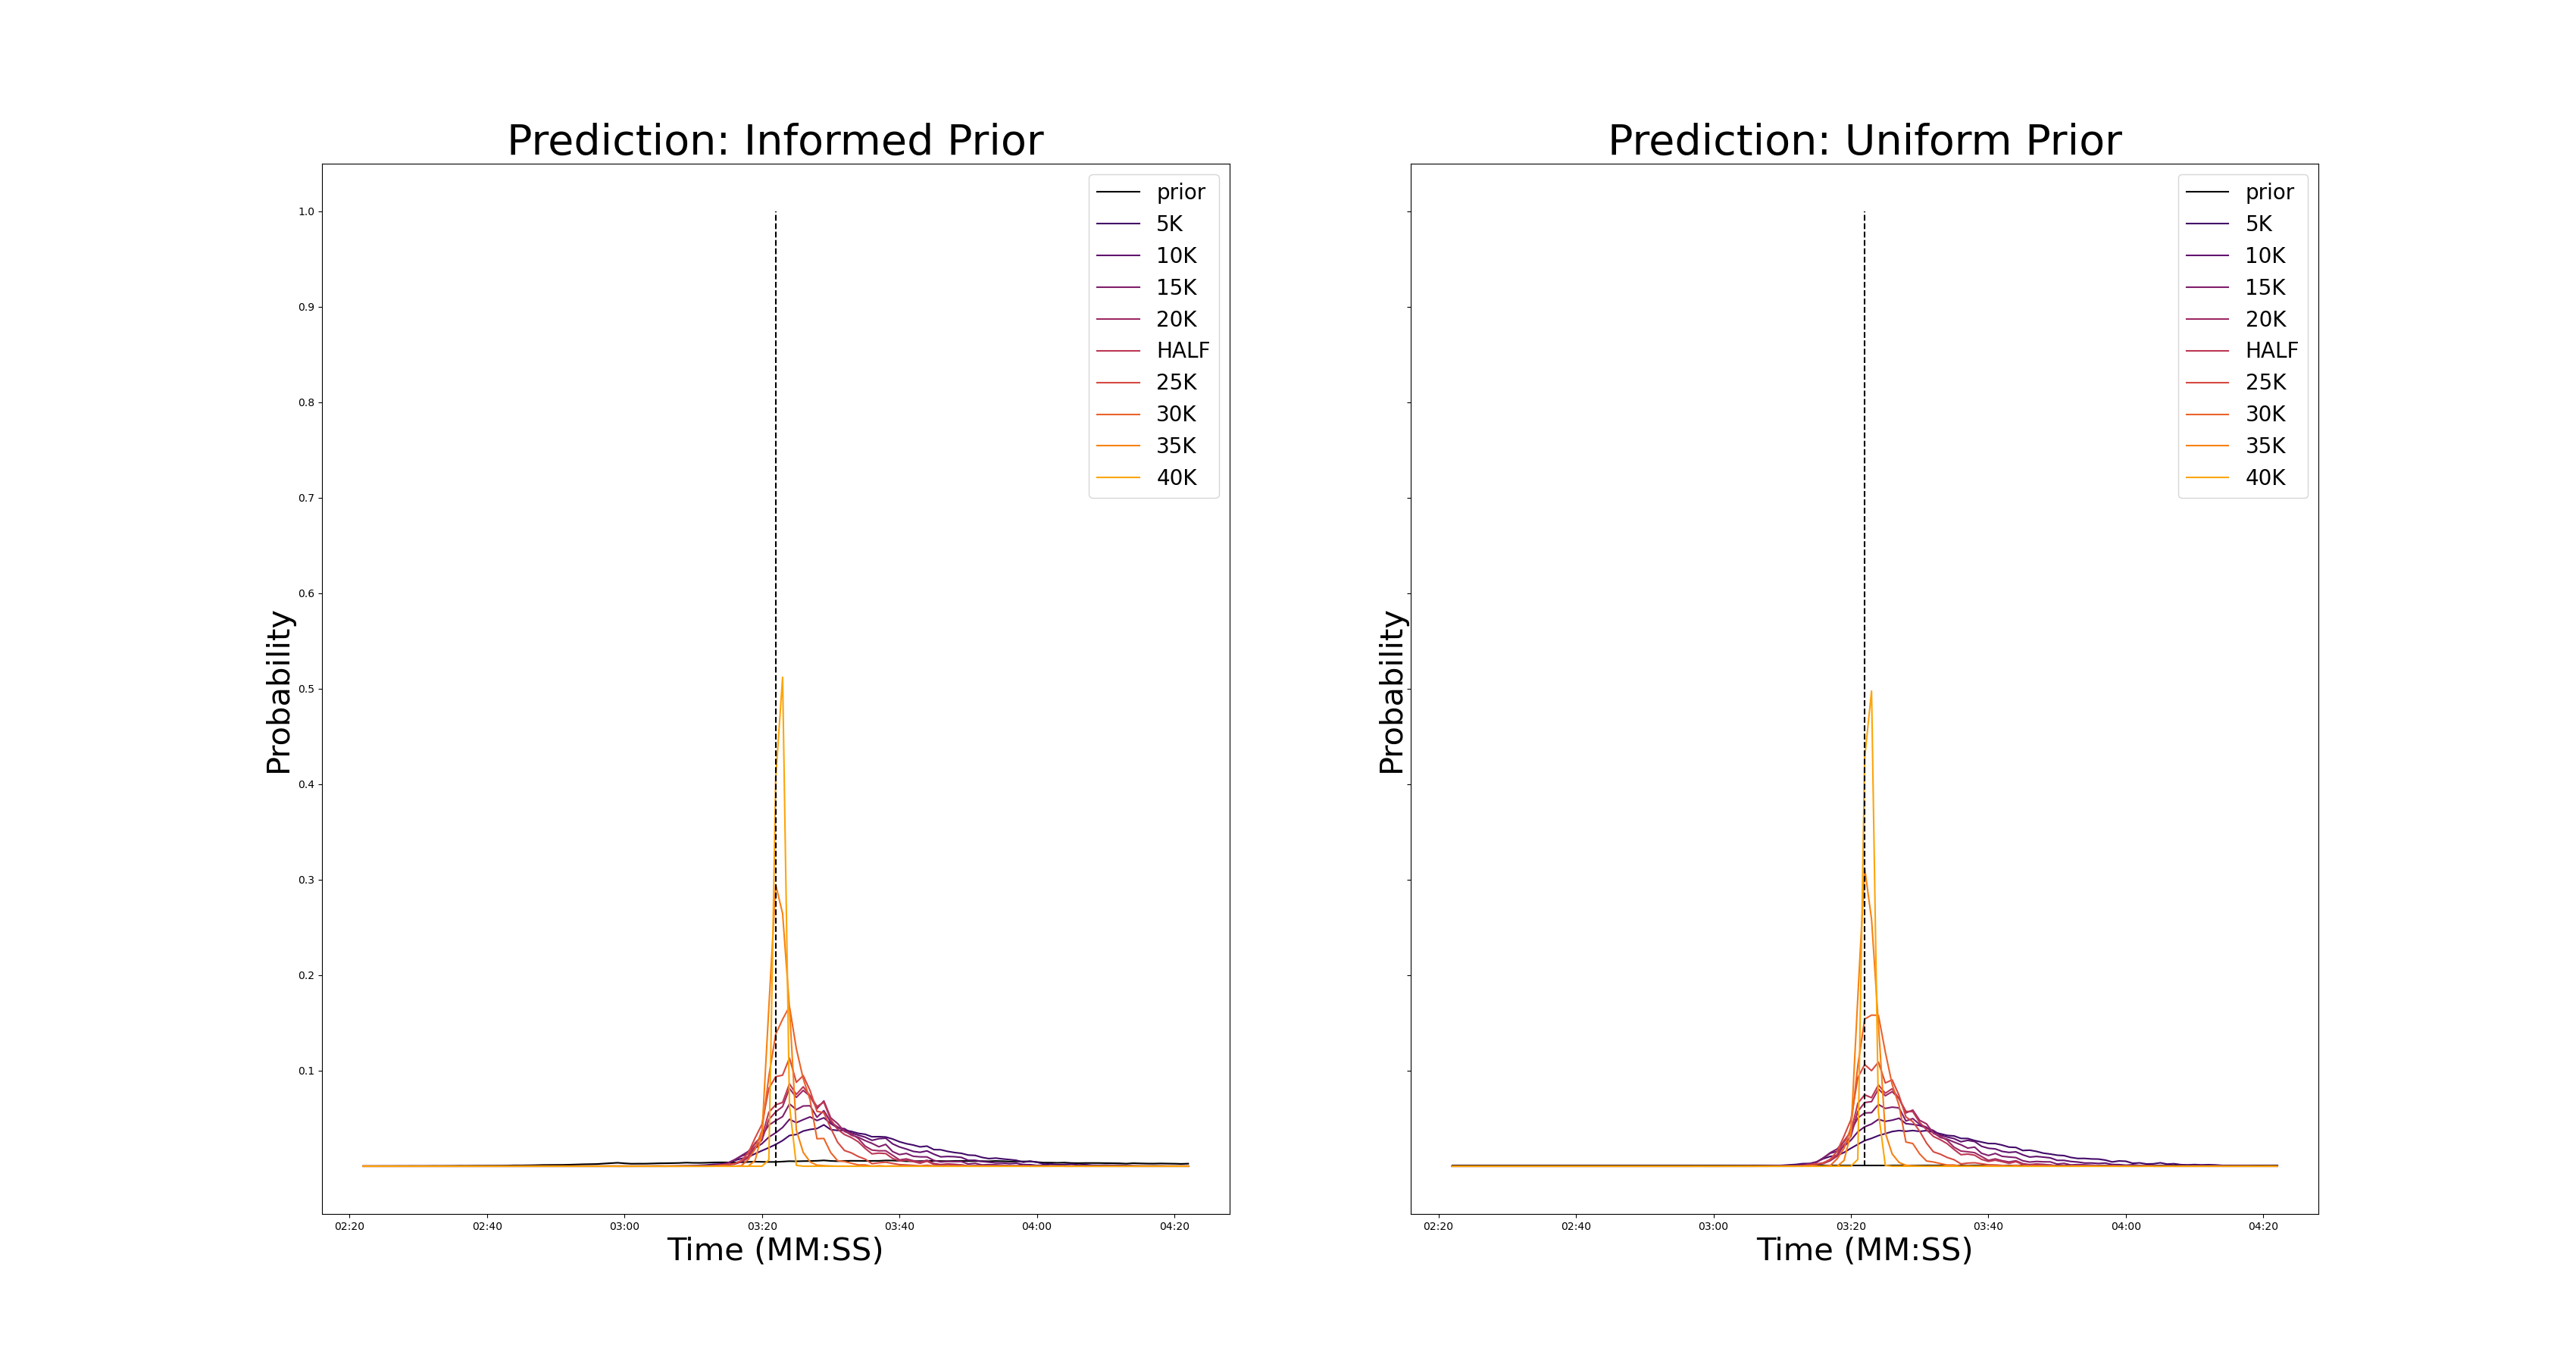 Prediction: Informed Prior
prior
5K
10K
15K
20K
HALF
25K
30K
35K
40K
1.0
0.9
0.8
0.7
0.6
0.5
0.4
0.3
0.2
0.1
Probability
02:20 02:40 03:00 03:20 03:40 04:00 04:20
Time (MM:SS)
Prediction: Uniform Prior
prior
5K
10K
15K
20K
HALF
25K
30K
35K
40K
Probability
02:20 02:40 03:00 03:20 03:40 04:00 04:20
Time (MM:SS)